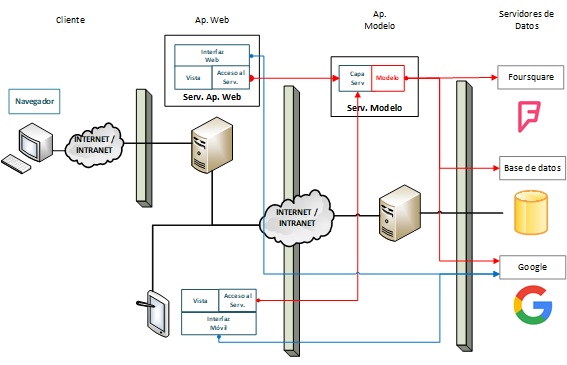 Cliente
Ap. Web
Ap.
Modelo
Servidores de
Datos
Interfaz
Web
Vista
Acceso al
Serv.
Serv. Ap. Web
Capa
Serv.
Modelo
Serv. Modelo
Foursquare
Navegador
INTERNET /
INTRANET
Base de datos
INTERNET /
INTRANET
Google
Vista
Acceso al
Serv.
Interfaz
Móvil